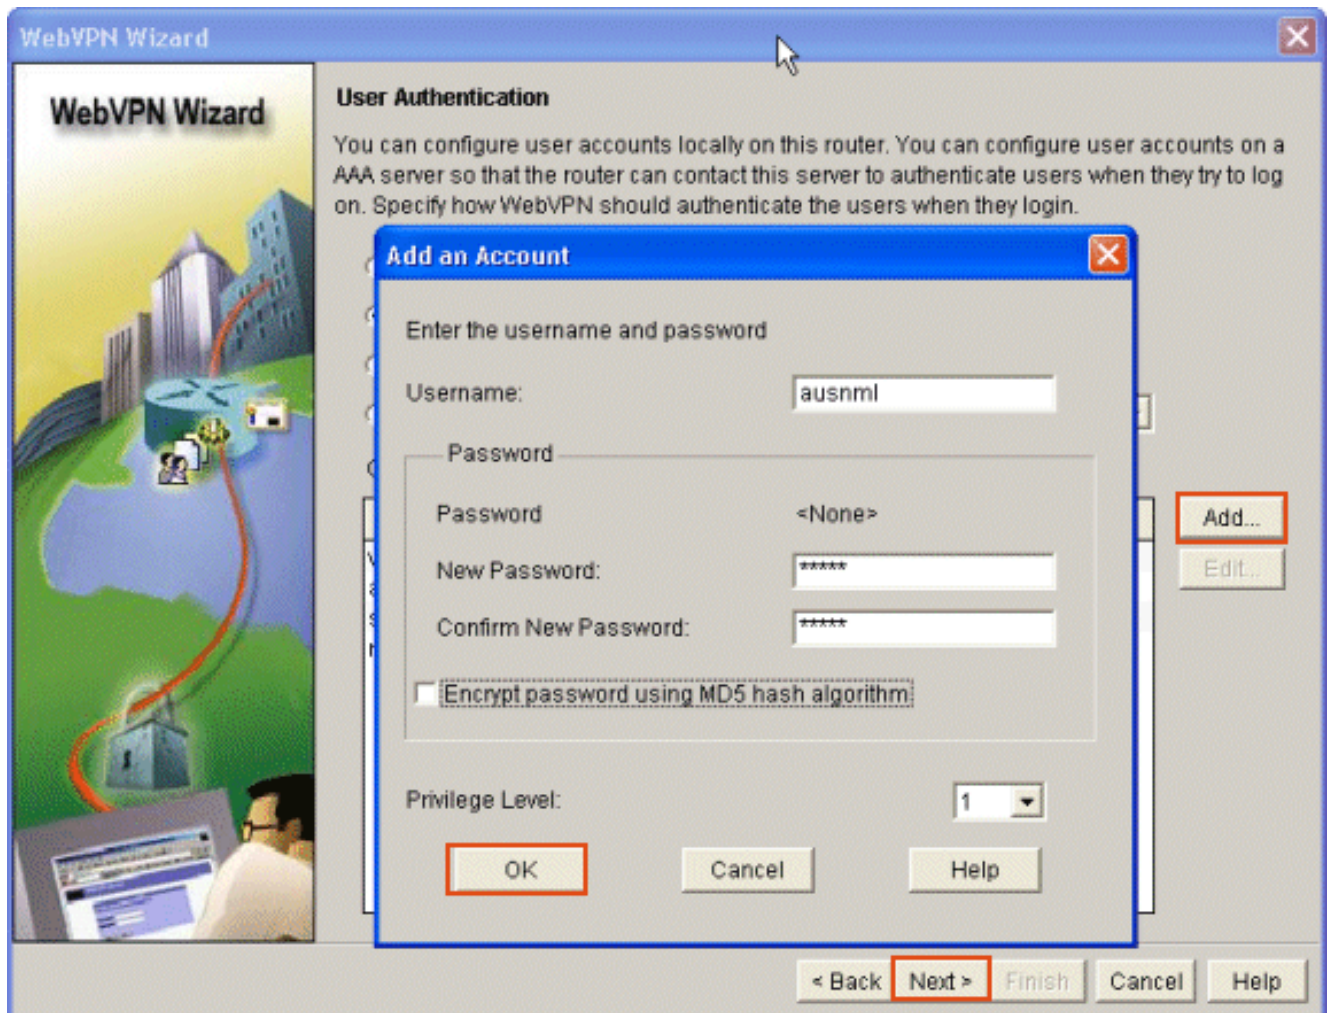 WebVPN Wizard
WebVPN Wizard
User Authentication
You can configure user accounts locally on this router. You can configure user accounts on a
AAA server so that the router can contact this server to authenticate users when they try to log
on. Specify how WebVPN should authenticate the users when they login.
Add an Account
Enter the username and password
Username: ausnml
Password
Password <None>
New Password: *****
Confirm New Password: *****
Encrypt password using MD5 hash algorithm
Privilege Level: 1
OK Cancel Help
Add...
Edit...
< Back Next > Finish Cancel Help